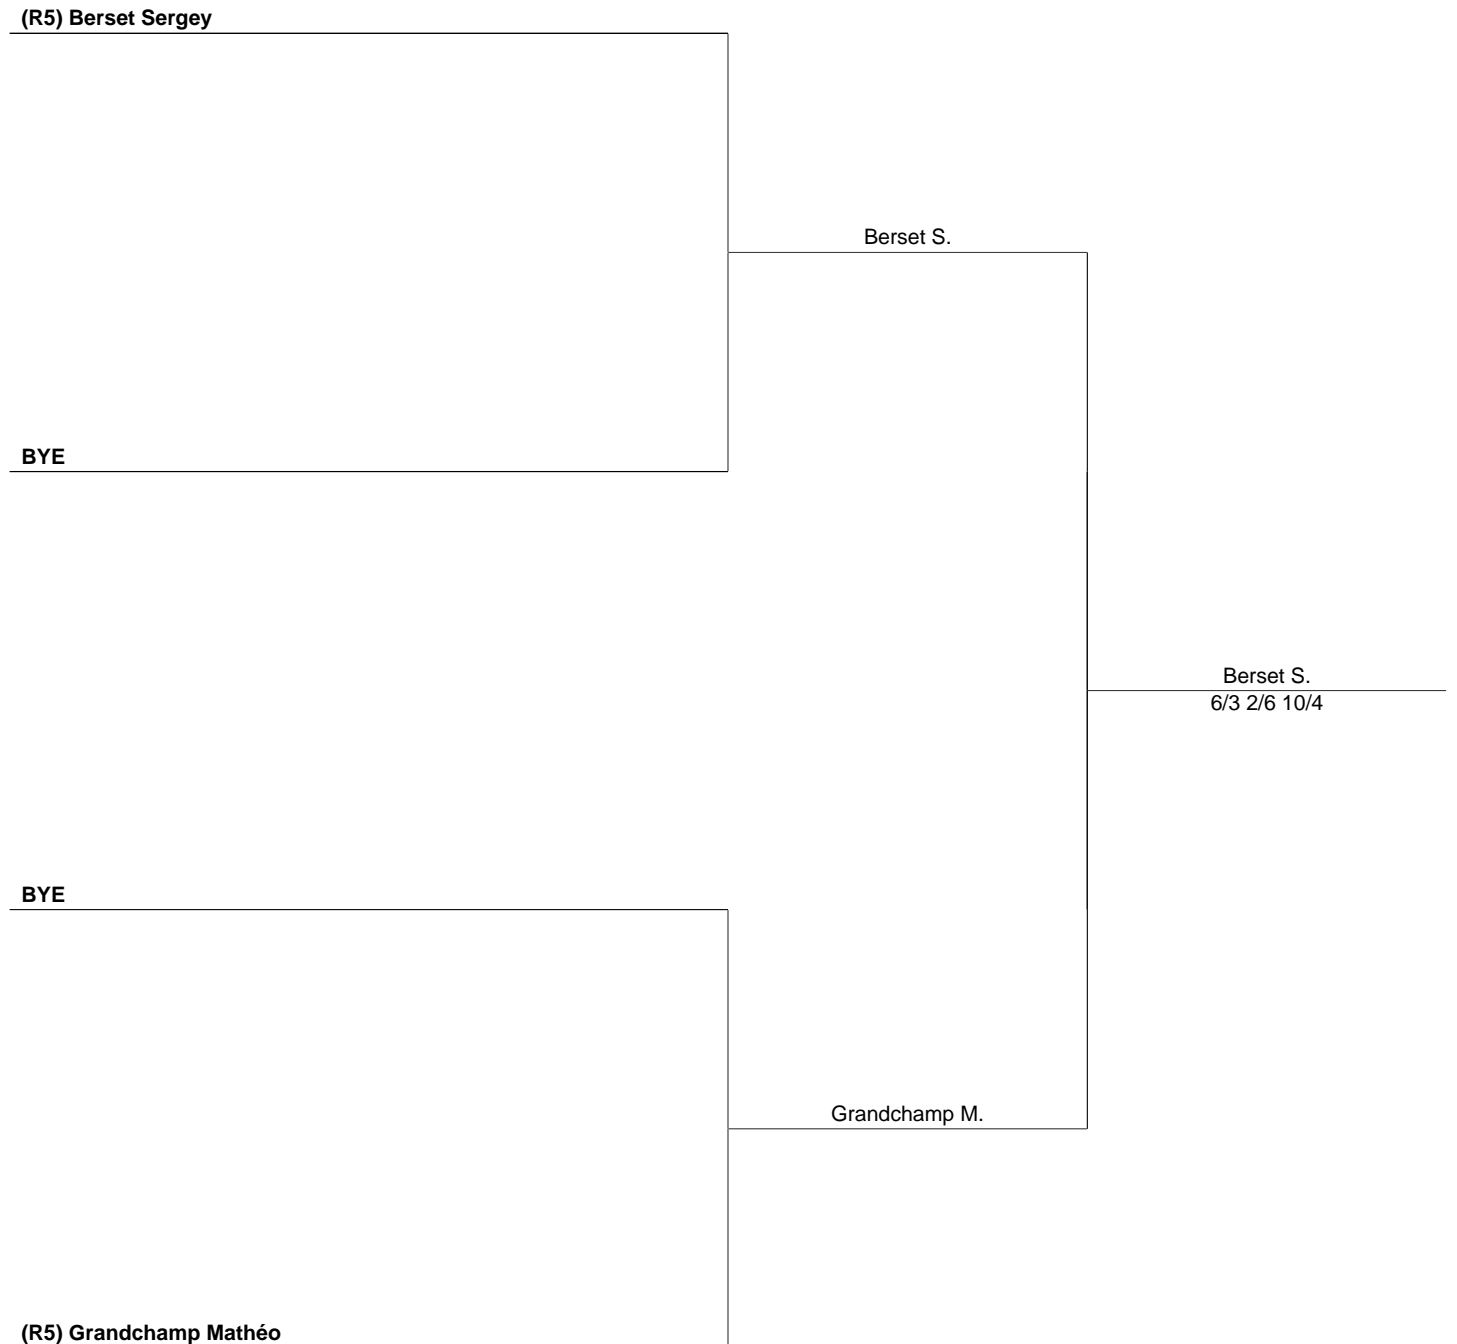 (R5) Berset Sergey
Berset S.
BYE
Berset S.
6/3 2/6 10/4
BYE
Grandchamp M.
(R5) Grandchamp Mathéo